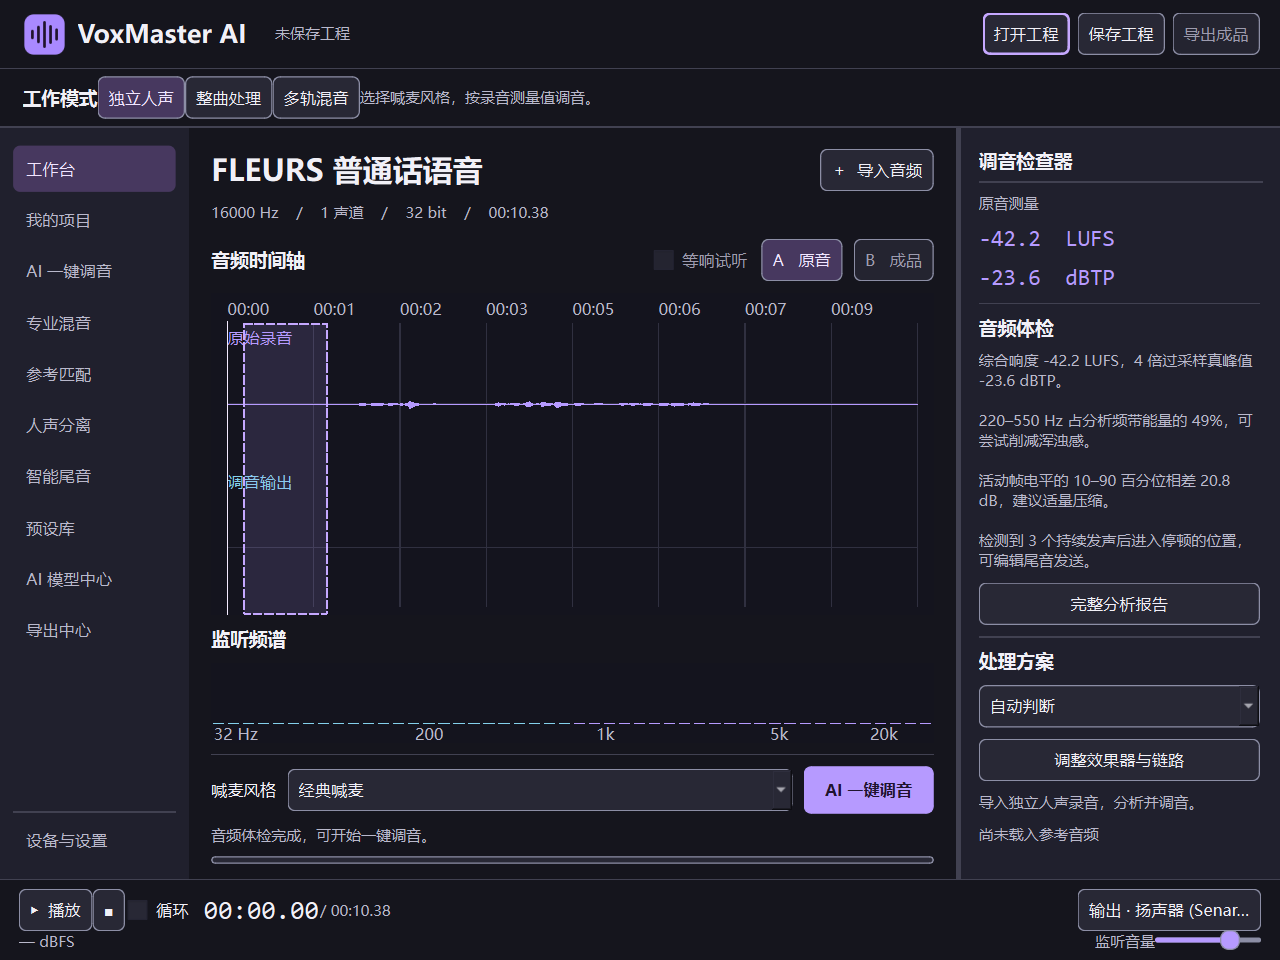 VoxMaster AI
未保存工程
打开工程
保存工程
导出成品
工作模式
独立人声
整曲处理
多轨混音
选择喊麦风格，按录音测量值调音。
工作台
我的项目
AI 一键调音
专业混音
参考匹配
人声分离
智能尾音
预设库
AI 模型中心
导出中心
设备与设置
FLEURS 普通话语音
+ 导入音频
16000 Hz / 1 声道 / 32 bit / 00:10.38
音频时间轴
等响试听
A 原音
B 成品
00:00 00:01 00:02 00:03 00:05 00:06 00:07 00:09
原始录音
调音输出
监听频谱
32 Hz 200 1k 5k 20k
喊麦风格
经典喊麦
AI 一键调音
音频体检完成，可开始一键调音。
调音检查器
原音测量
-42.2 LUFS
-23.6 dBTP
音频体检
综合响度 -42.2 LUFS，4 倍过采样真峰值
-23.6 dBTP。
220–550 Hz 占分析频带能量的 49%，可
尝试削减浑浊感。
活动帧电平的 10–90 百分位相差 20.8
dB，建议适量压缩。
检测到 3 个持续发声后进入停顿的位置，
可编辑尾音发送。
完整分析报告
处理方案
自动判断
调整效果器与链路
导入独立人声录音，分析并调音。
尚未载入参考音频
播放
循环
00:00.00 / 00:10.38
— dBFS
输出 · 扬声器 (Senar...
监听音量